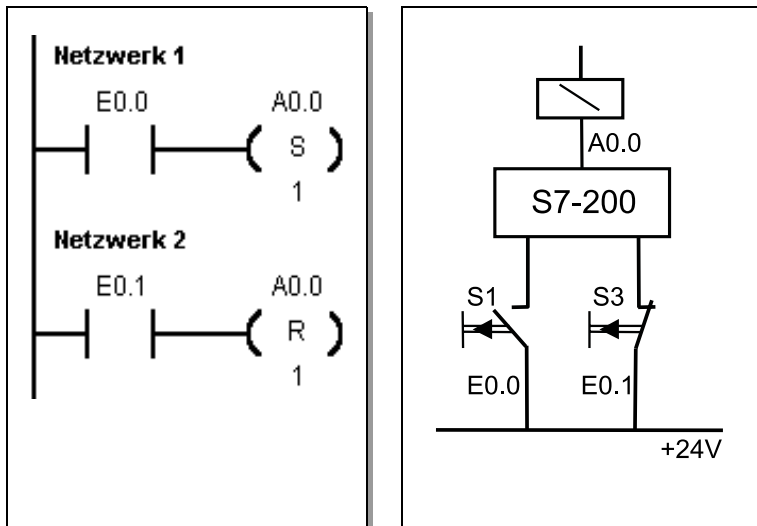 Netzwerk 1
E0.0 A0.0
S
1
Netzwerk 2
E0.1 A0.0
R
1
A0.0
S7-200
S1 S3
E0.0 E0.1
+24V